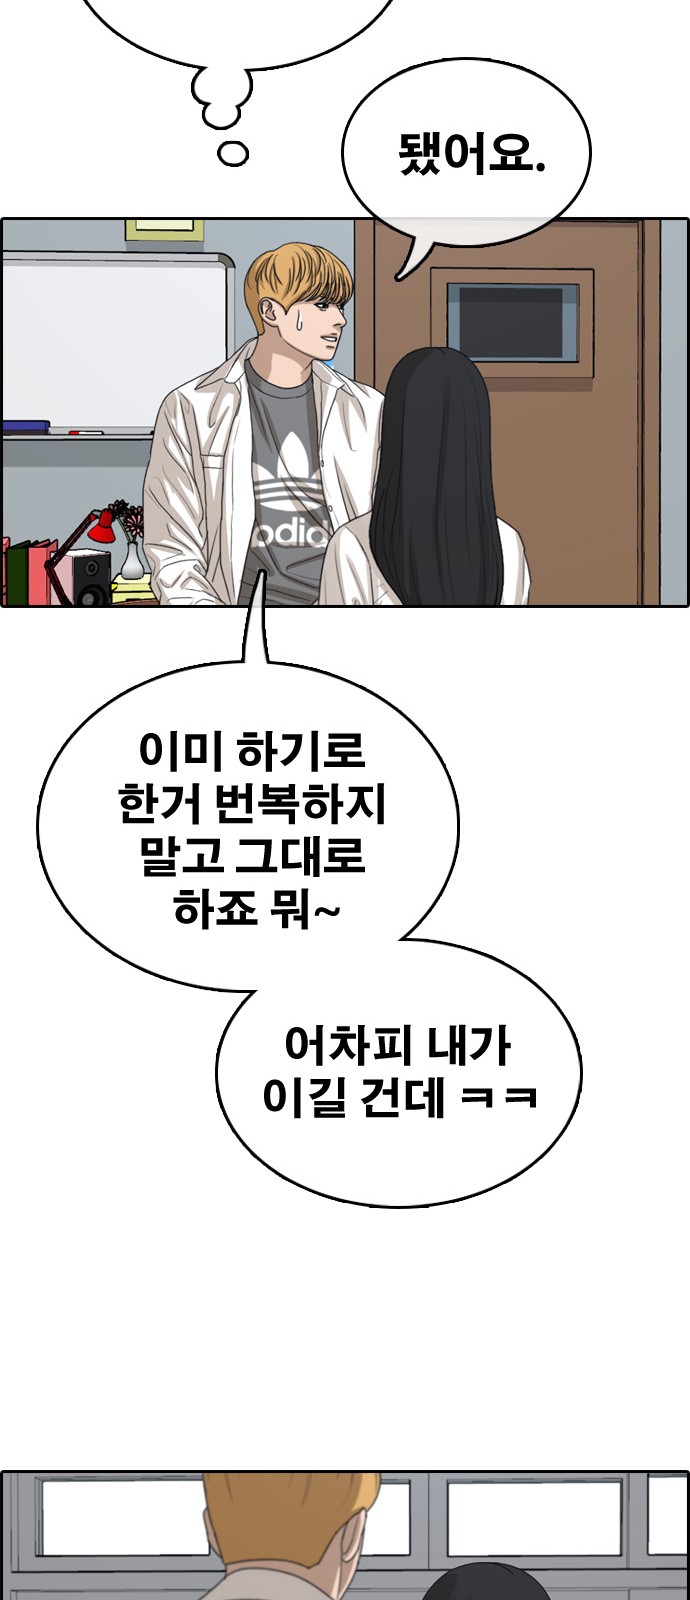 됐어요.
odid
이미 하기로
한거 번복하지
말고 그대로
하죠 뭐~
어차피 내가
이길 건데 ㅋㅋ